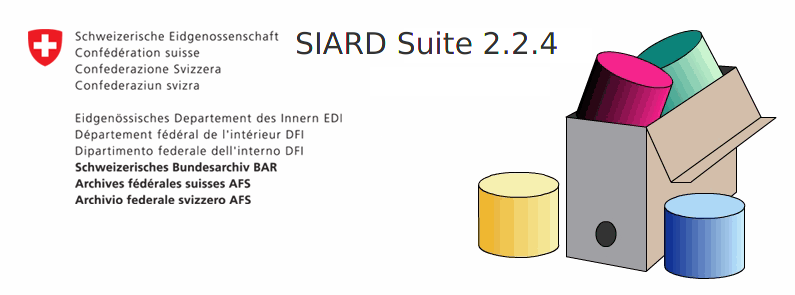 Schweizerische Eidgenossenschaft
Confédération suisse
Confederazione Svizzera
Confederaziun svizra
SIARD Suite 2.2.4
Eidgenössisches Departement des Innern EDI
Département fédéral de l'intérieur DFI
Dipartimento federale dell'interno DFI
Schweizerisches Bundesarchiv BAR
Archives fédérales suisses AFS
Archivio federale svizzero AFS